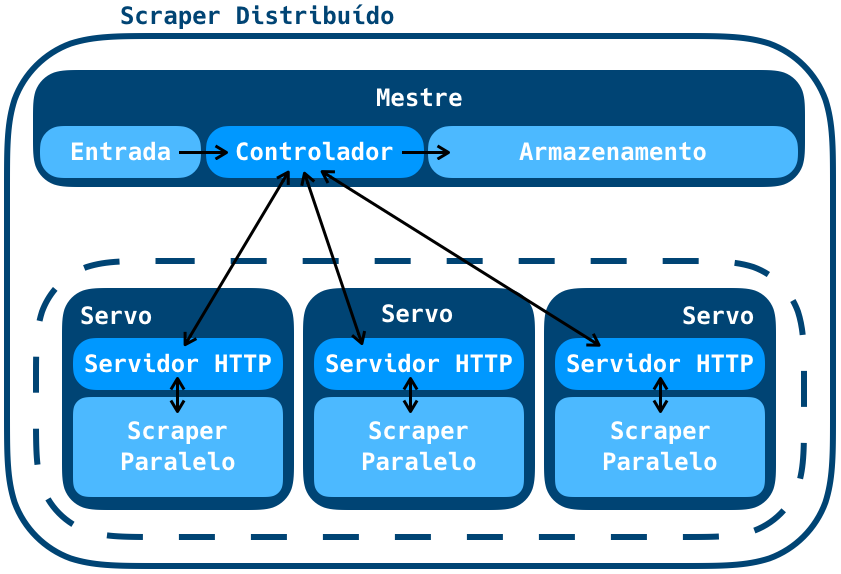 Scraper Distribuído
Mestre
Entrada
Controlador
Armazenamento
Servo
Servidor HTTP
Scraper
Paralelo
Servo
Servidor HTTP
Scraper
Paralelo
Servo
Servidor HTTP
Scraper
Paralelo